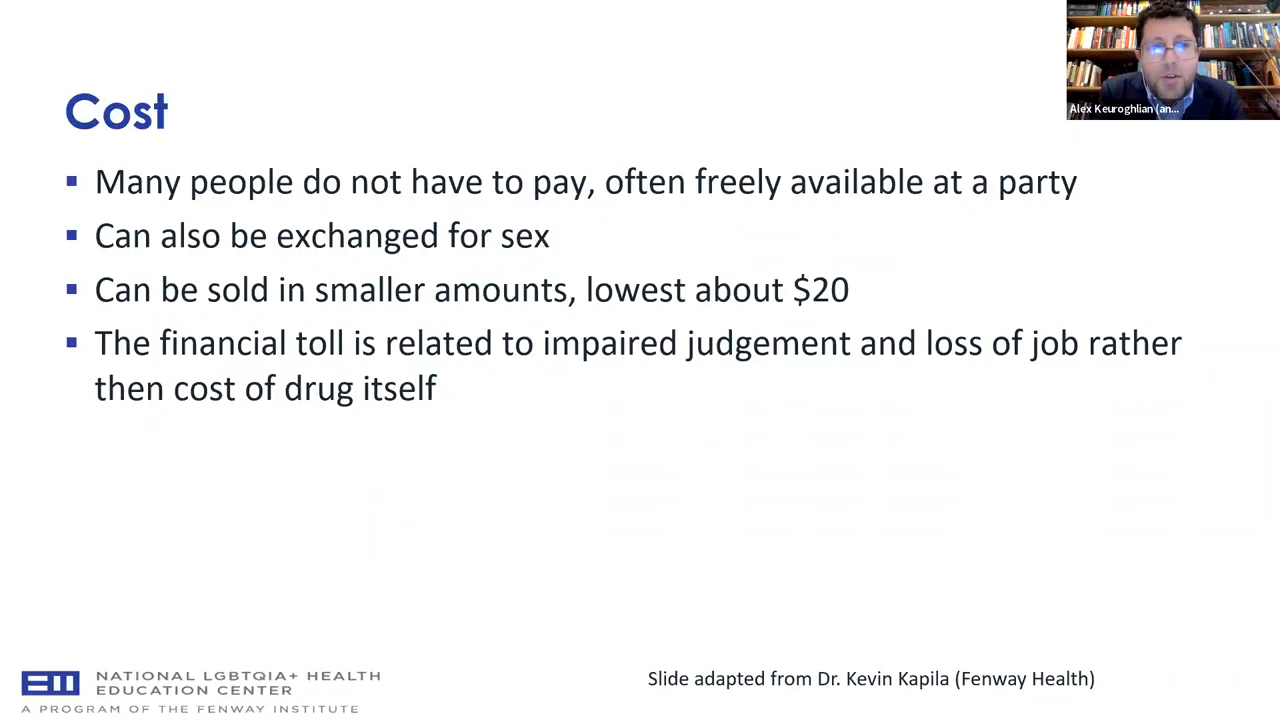 Alex Keuroghlian (an...
Cost
▪ Many people do not have to pay, often freely available at a party
▪ Can also be exchanged for sex
▪ Can be sold in smaller amounts, lowest about $20
▪ The financial toll is related to impaired judgement and loss of job rather
then cost of drug itself
NATIONAL LGBTQIA+ HEALTH
EDUCATION CENTER
A PROGRAM OF THE FENWAY INSTITUTE
Slide adapted from Dr. Kevin Kapila (Fenway Health)